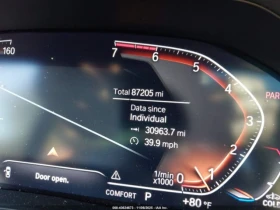 160
7 6
Total 87205 mi
Data since
Individual
30963.7 mi
39.9 mph
5
PAR
4
3
2
1
0
Door open.
1/min
x1000
COMFORT P +80 °F